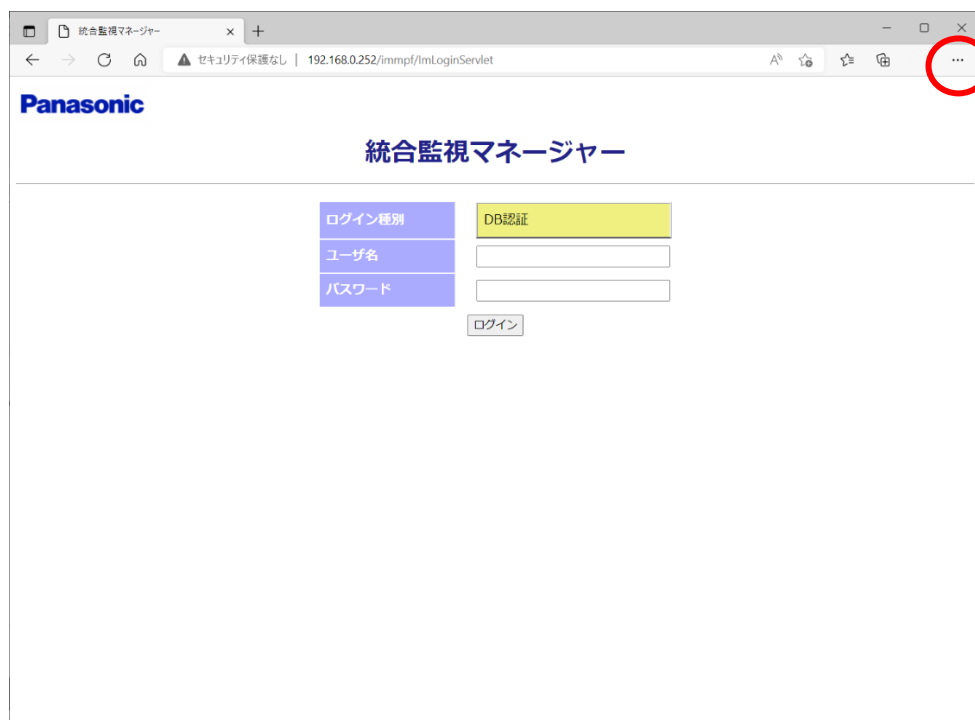 統合監視マネージャー
セキュリティ保護なし | 192.168.0.252/immpf/ImLoginServlet
Panasonic
統合監視マネージャー
ログイン種別 DB認証
ユーザ名
パスワード
ログイン